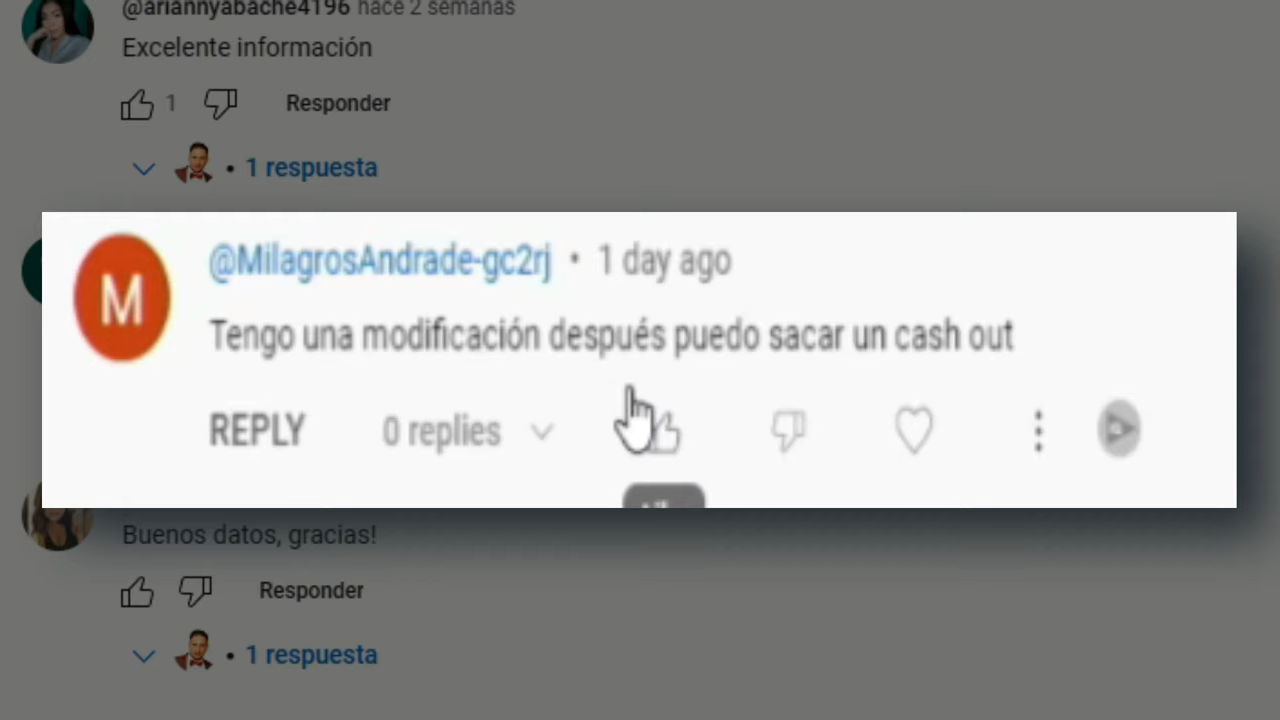 @ariannyabache4196 hace 2 semanas
Excelente información
1 Responder
• 1 respuesta
M
@MilagrosAndrade-gc2rj • 1 day ago
Tengo una modificación después puedo sacar un cash out
REPLY 0 replies
Buenos datos, gracias!
Responder
• 1 respuesta